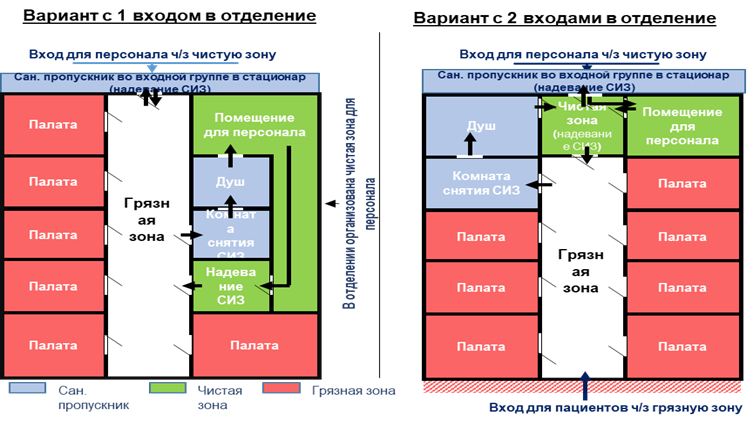 Вариант с 1 входом в отделение
Вход для персонала ч/з чистую зону
Сан. пропускник во входной группе в стационар
(надевание СИЗ)
Палата
Палата
Палата
Палата
Палата
Грязн
ая
зона
Помещение
для персонала
Душ
Комнат
а
снятия
СИЗ
Надева
ние
СИЗ
Палата
Сан.
пропускник
Чистая
зона
Грязная зона
В отделении организована чистая зона для
персонала
Вариант с 2 входами в отделение
Вход для персонала ч/з чистую зону
Сан. пропускник во входной группе в стационар
(надевание СИЗ)
Душ
Чистая
зона
(надевани
е СИЗ)
Помещение
для
персонала
Комната
снятия СИЗ
Палата
Палата
Палата
Палата
Грязн
ая
зона
Палата
Палата
Палата
Вход для пациентов ч/з грязную зону